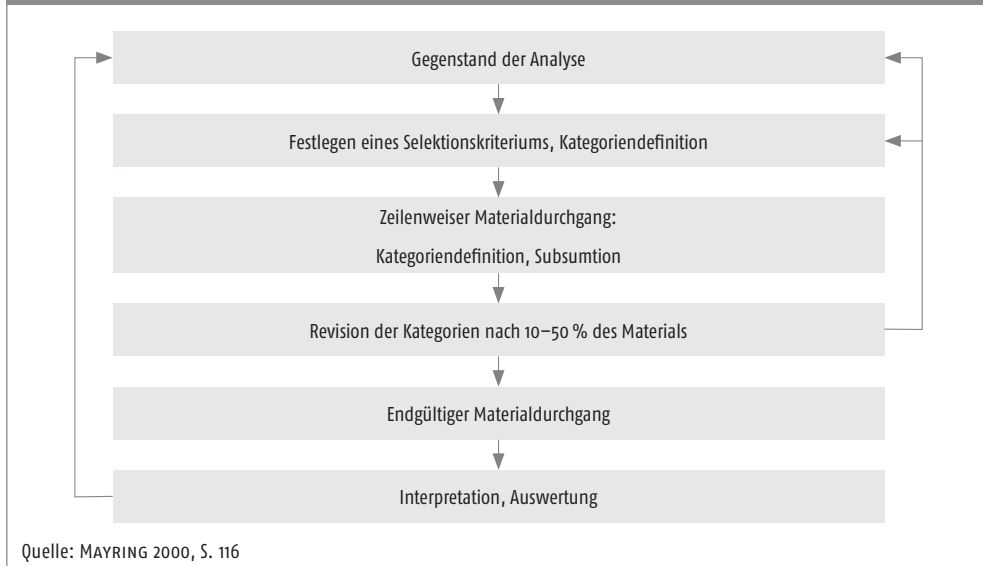 Gegenstand der Analyse
Festlegen eines Selektionskriteriums, Kategoriendefinition
Zeilenweiser Materialdurchgang:
Kategoriendefinition, Subsumtion
Revision der Kategorien nach 10–50 % des Materials
Endgültiger Materialdurchgang
Interpretation, Auswertung
Quelle: MAYRING 2000, S. 116